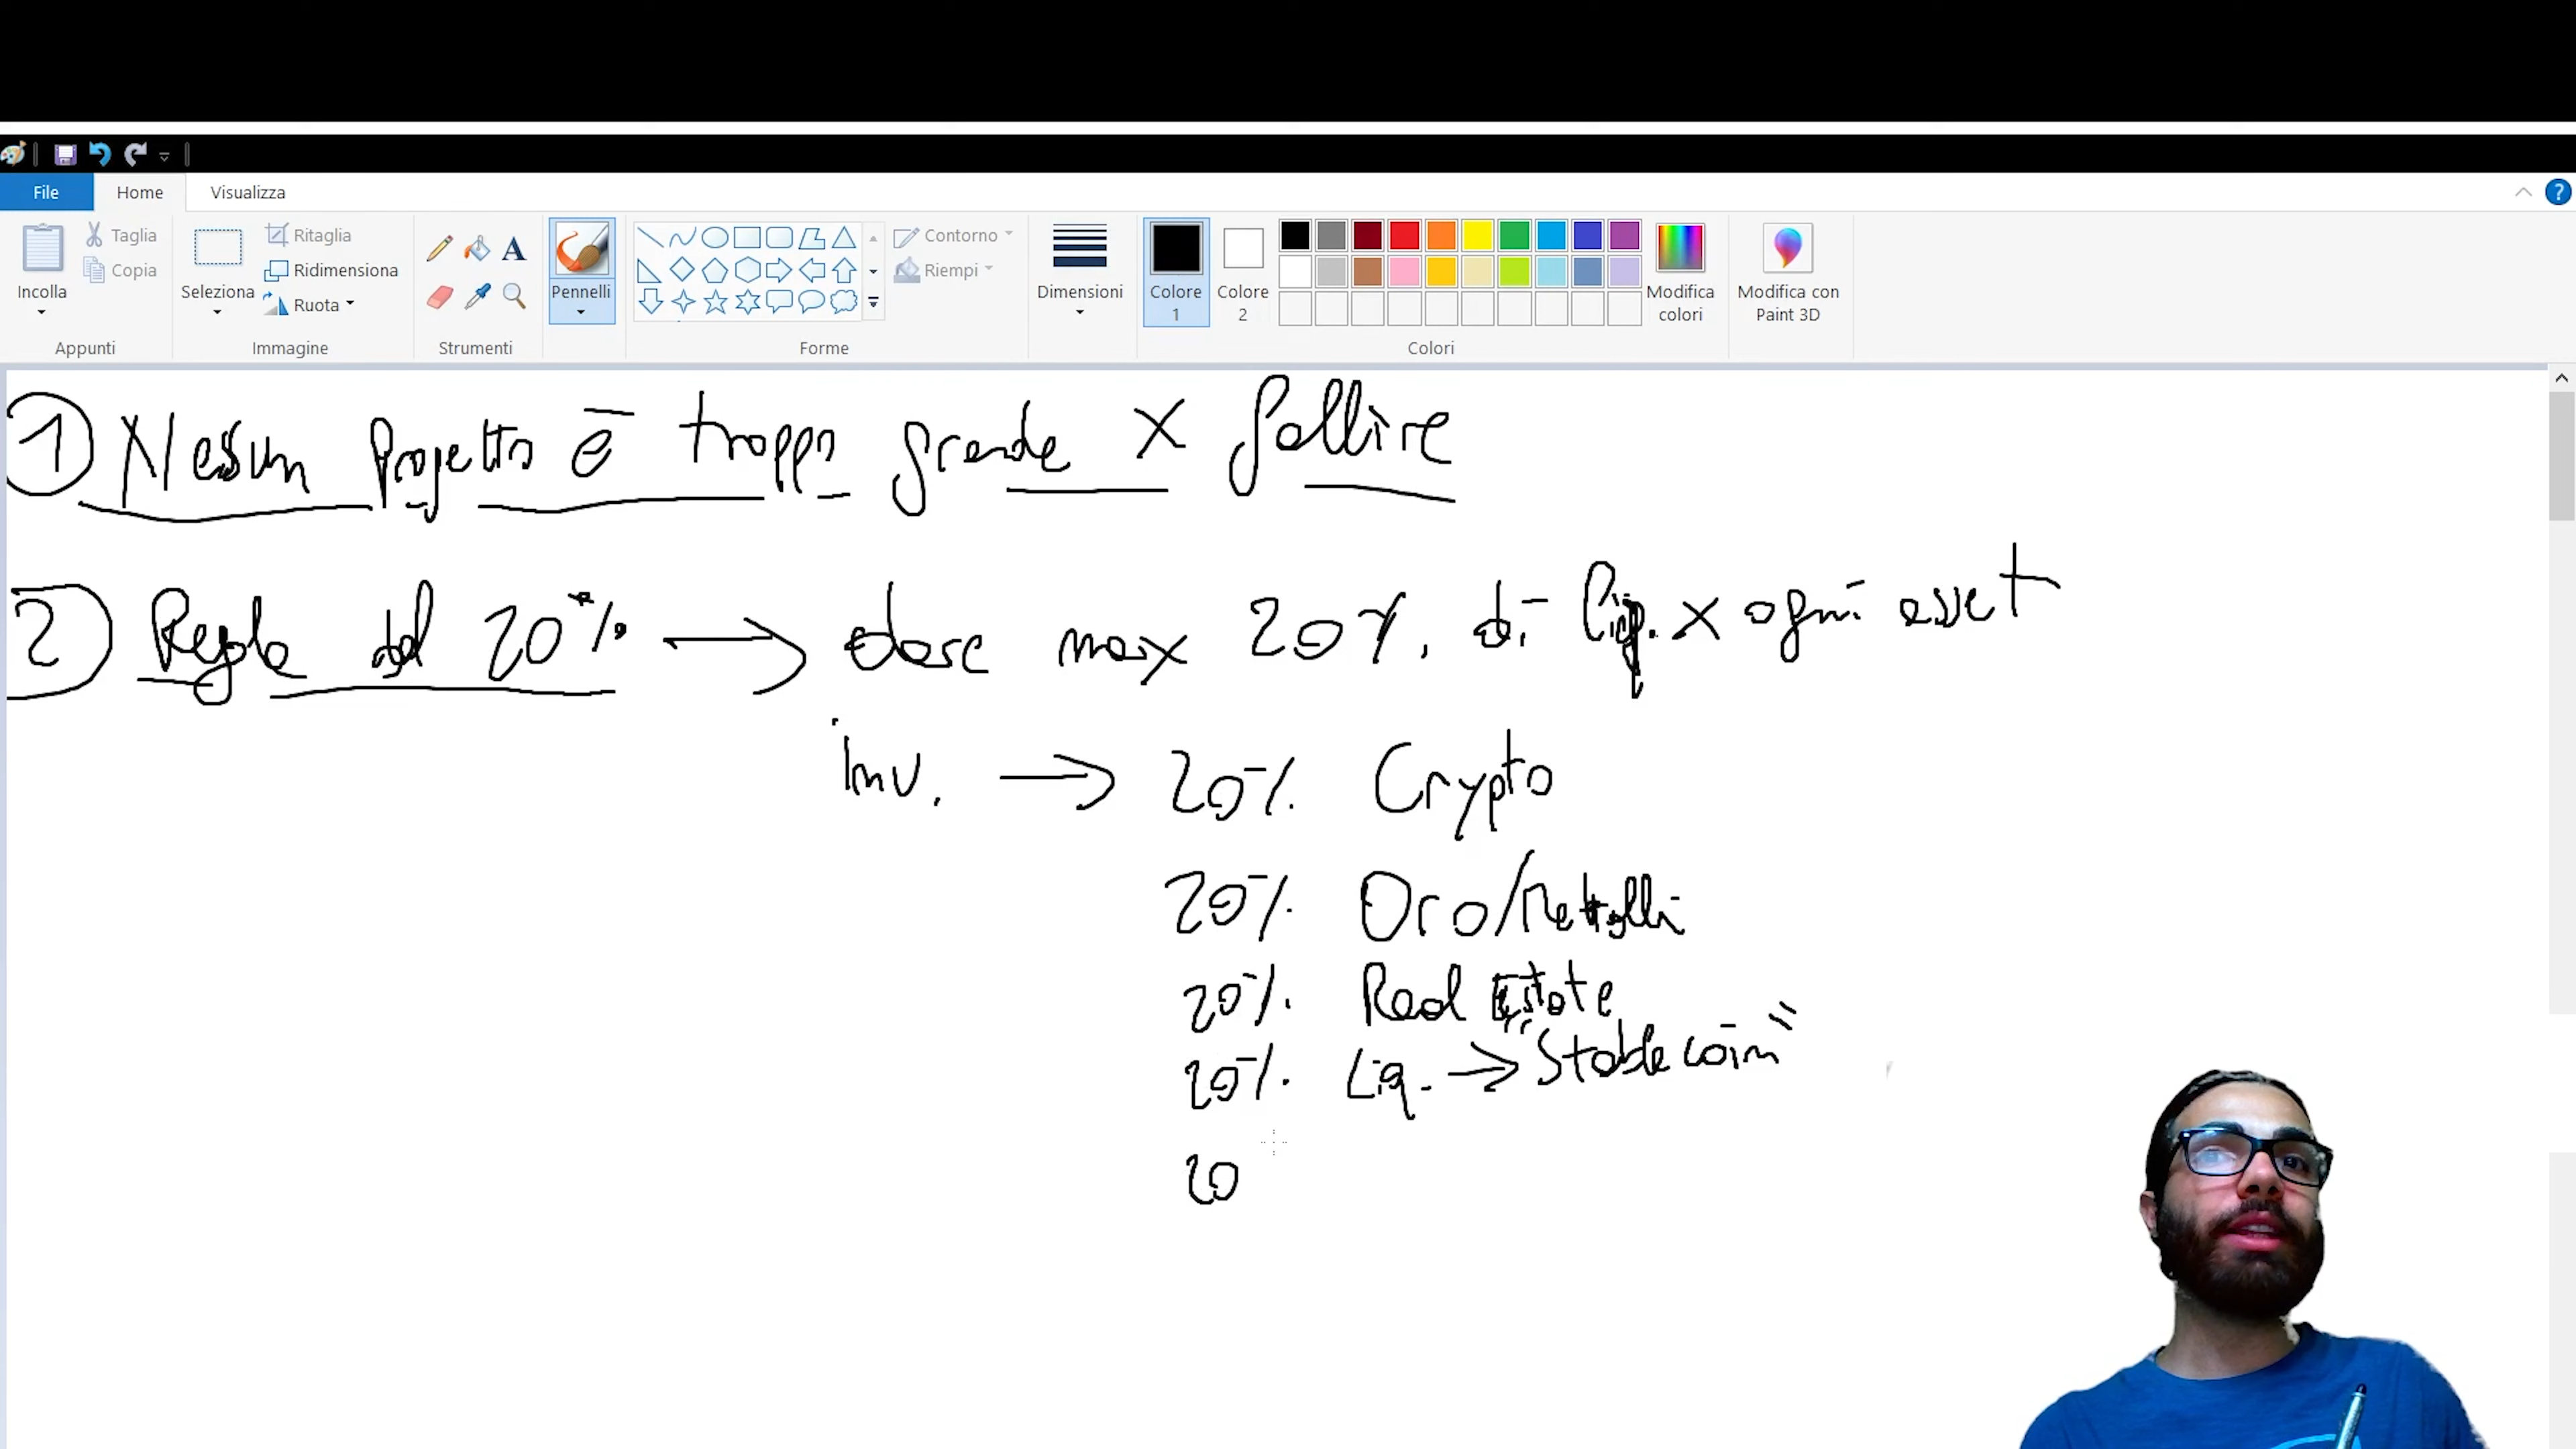 File Home Visualizza
Taglia Ritaglia Contorno
Copia Ridimensiona Riempi
Incolla Seleziona Ruota Pennelli Dimensioni Colore 1 Colore 2 Modifica colori Modifica con Paint 3D
Appunti Immagine Strumenti Forme Colori
1 Nessun Progetto è troppo grande x fallire
2 Regola del 20% → dare max 20% di liq. x ogni asset
inv. → 20% Crypto
20% Oro/Metalli
20% Real Estate
20% Liq. → "Stablecoin"
20